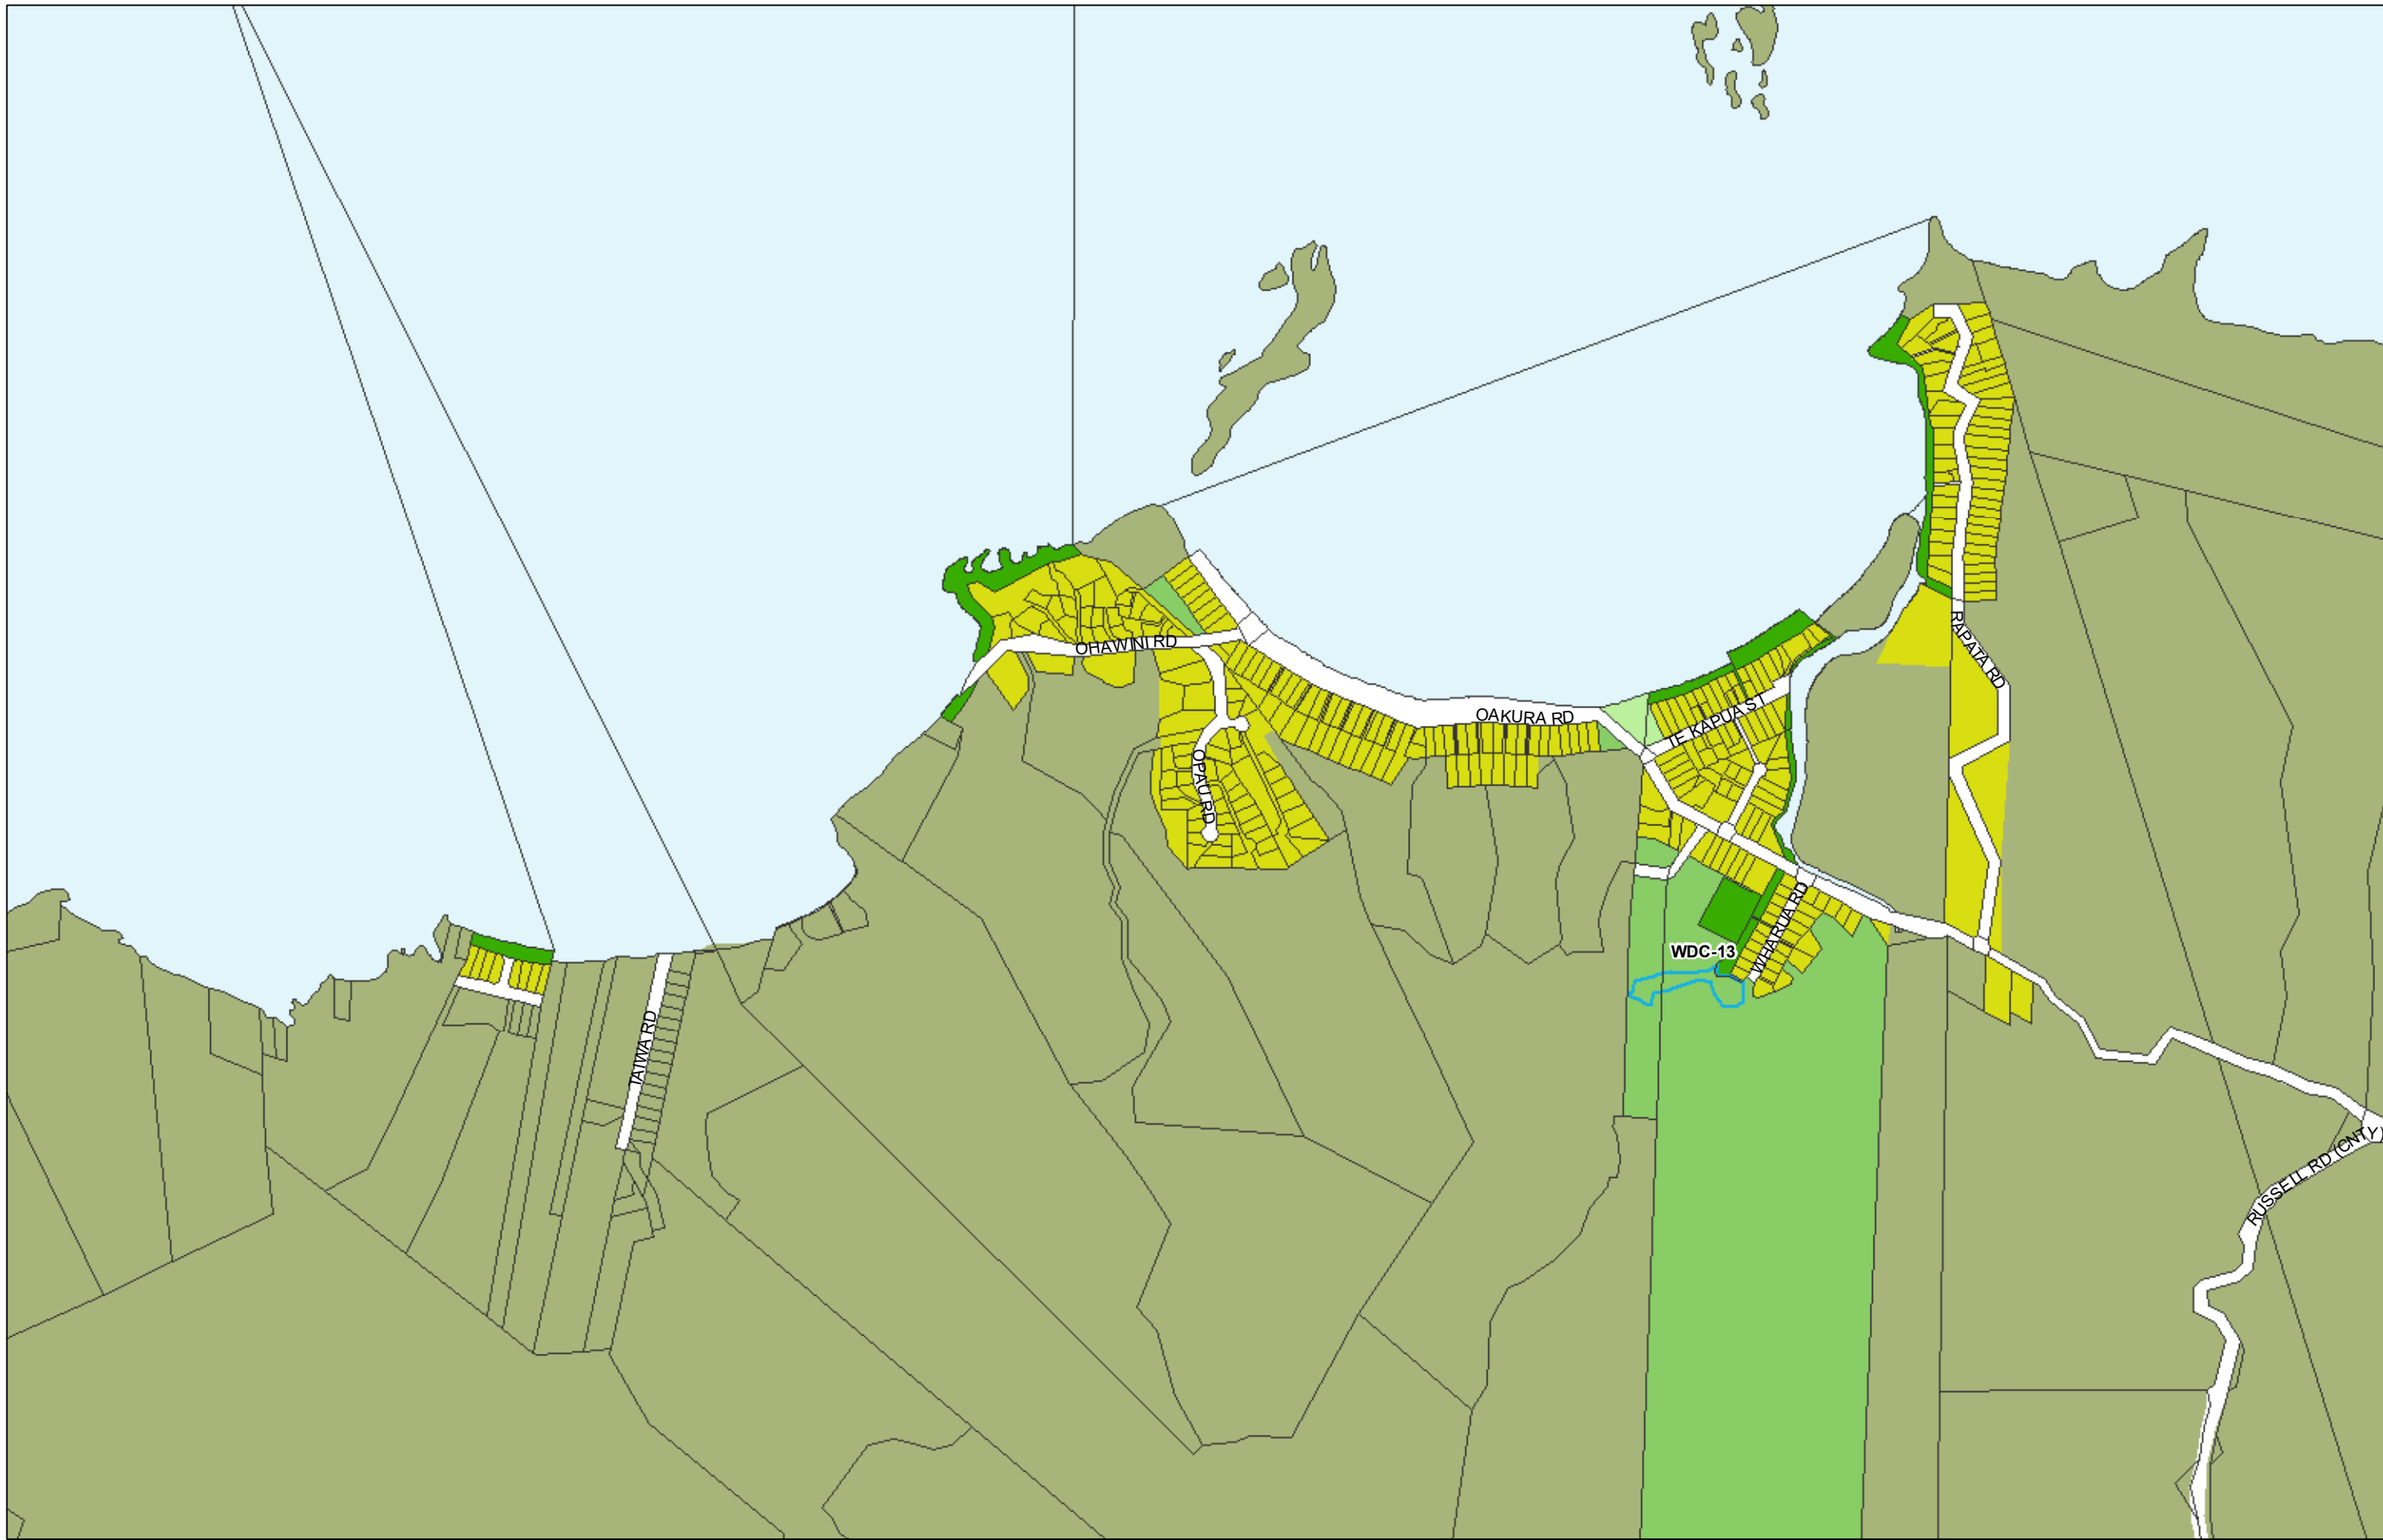 OHAWINI RD
RAPATA RD
OAKURA RD
TE KAPUA ST
OPAU RD
WHARUA RD
WDC-13
TAIWA RD
RUSSELL RD (CNTY)